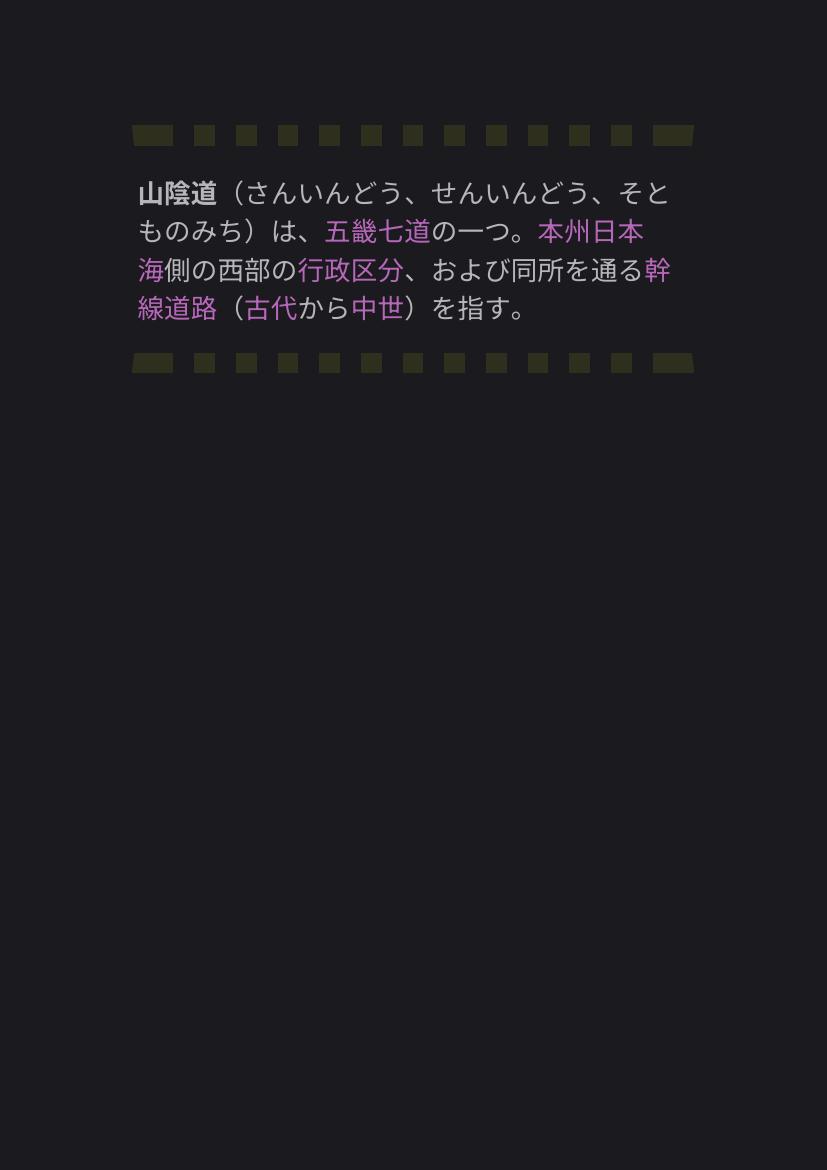 山陰道（さんいんどう、せんいんどう、そと
ものみち）は、五畿七道の一つ。本州日本
海側の西部の行政区分、および同所を通る幹
線道路（古代から中世）を指す。